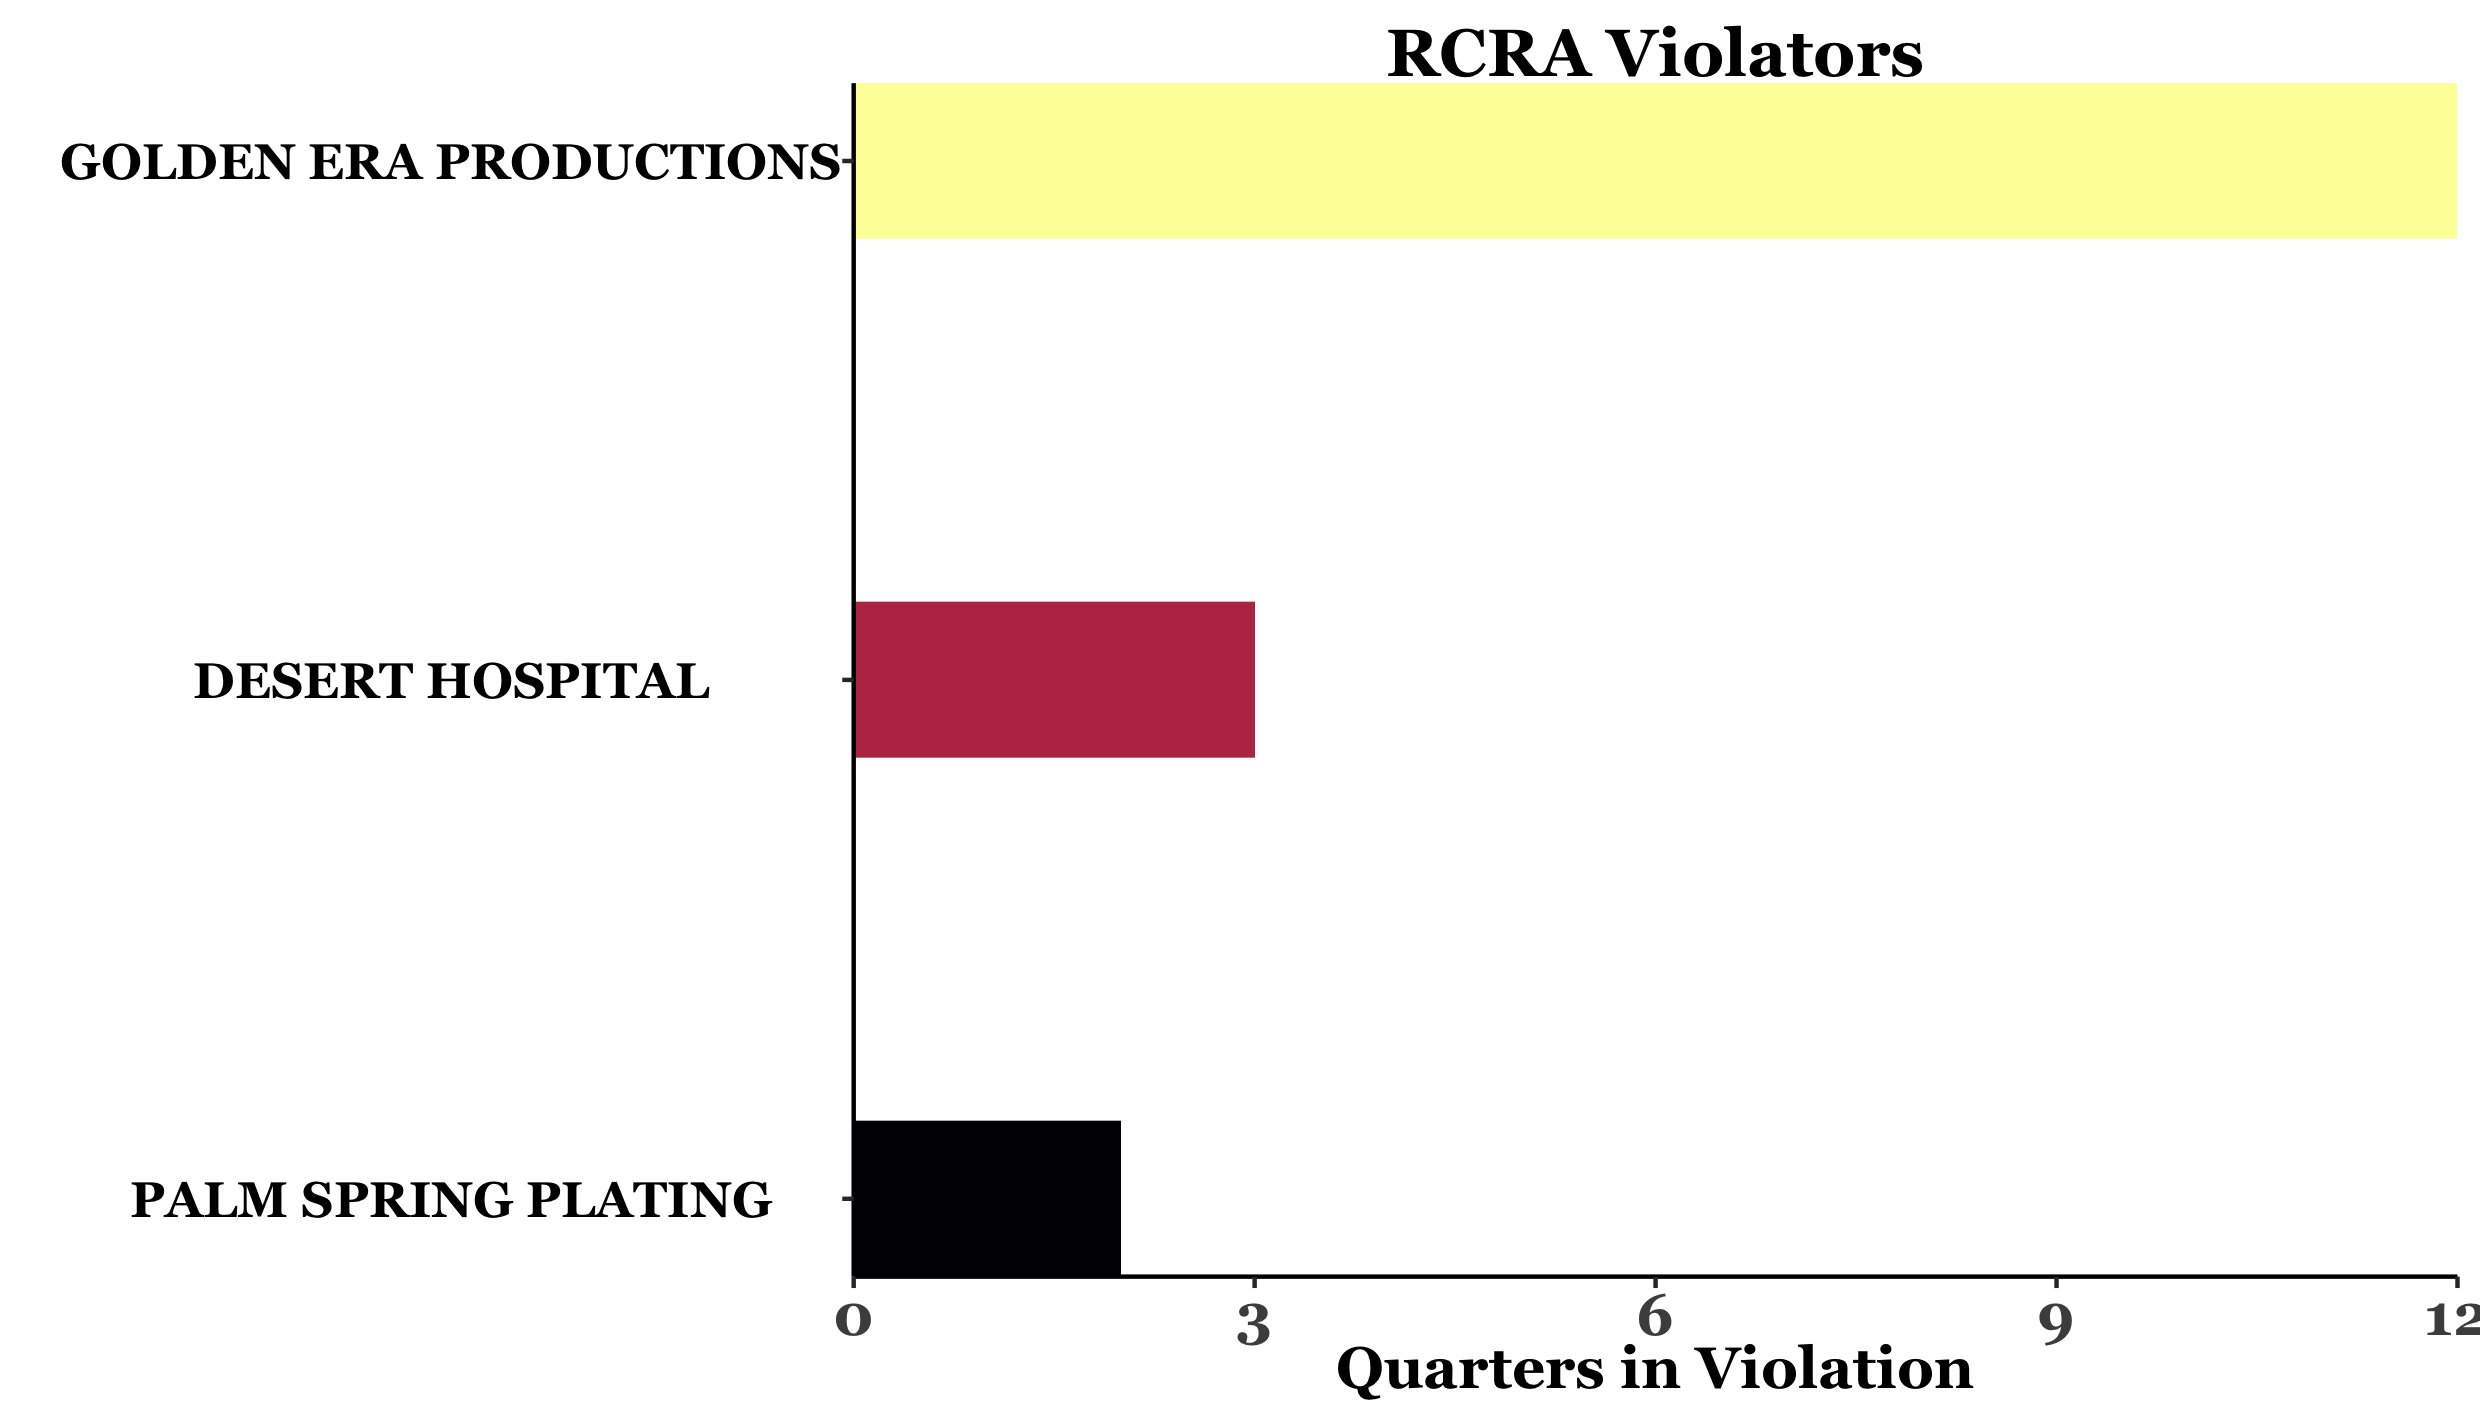 RCRA Violators
GOLDEN ERA PRODUCTIONS
DESERT HOSPITAL
PALM SPRING PLATING
0 3 6 9 12
Quarters in Violation